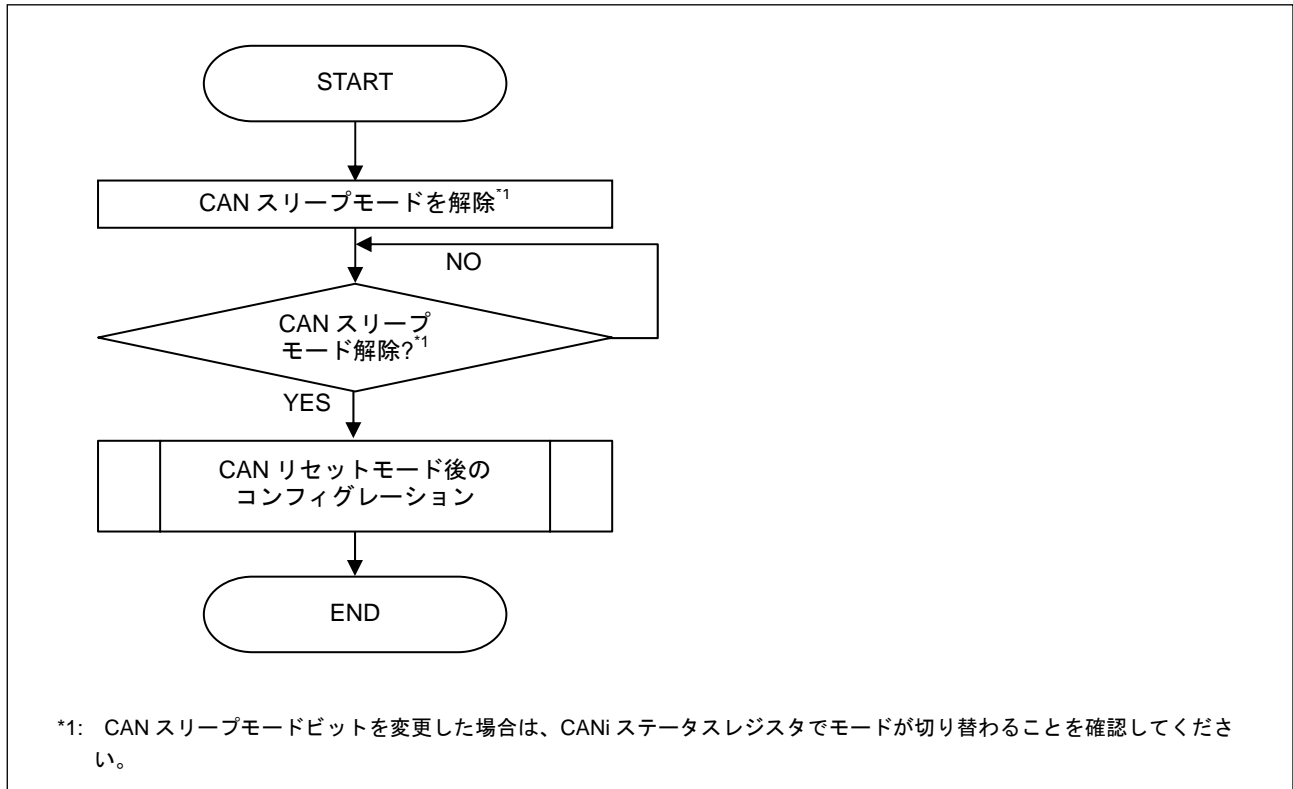 START
CAN スリープモードを解除*1
NO
CAN スリープ
モード解除?*1
YES
CAN リセットモード後の
コンフィグレーション
END
*1: CAN スリープモードビットを変更した場合は、CANi ステータスレジスタでモードが切り替わることを確認してくださ
い。